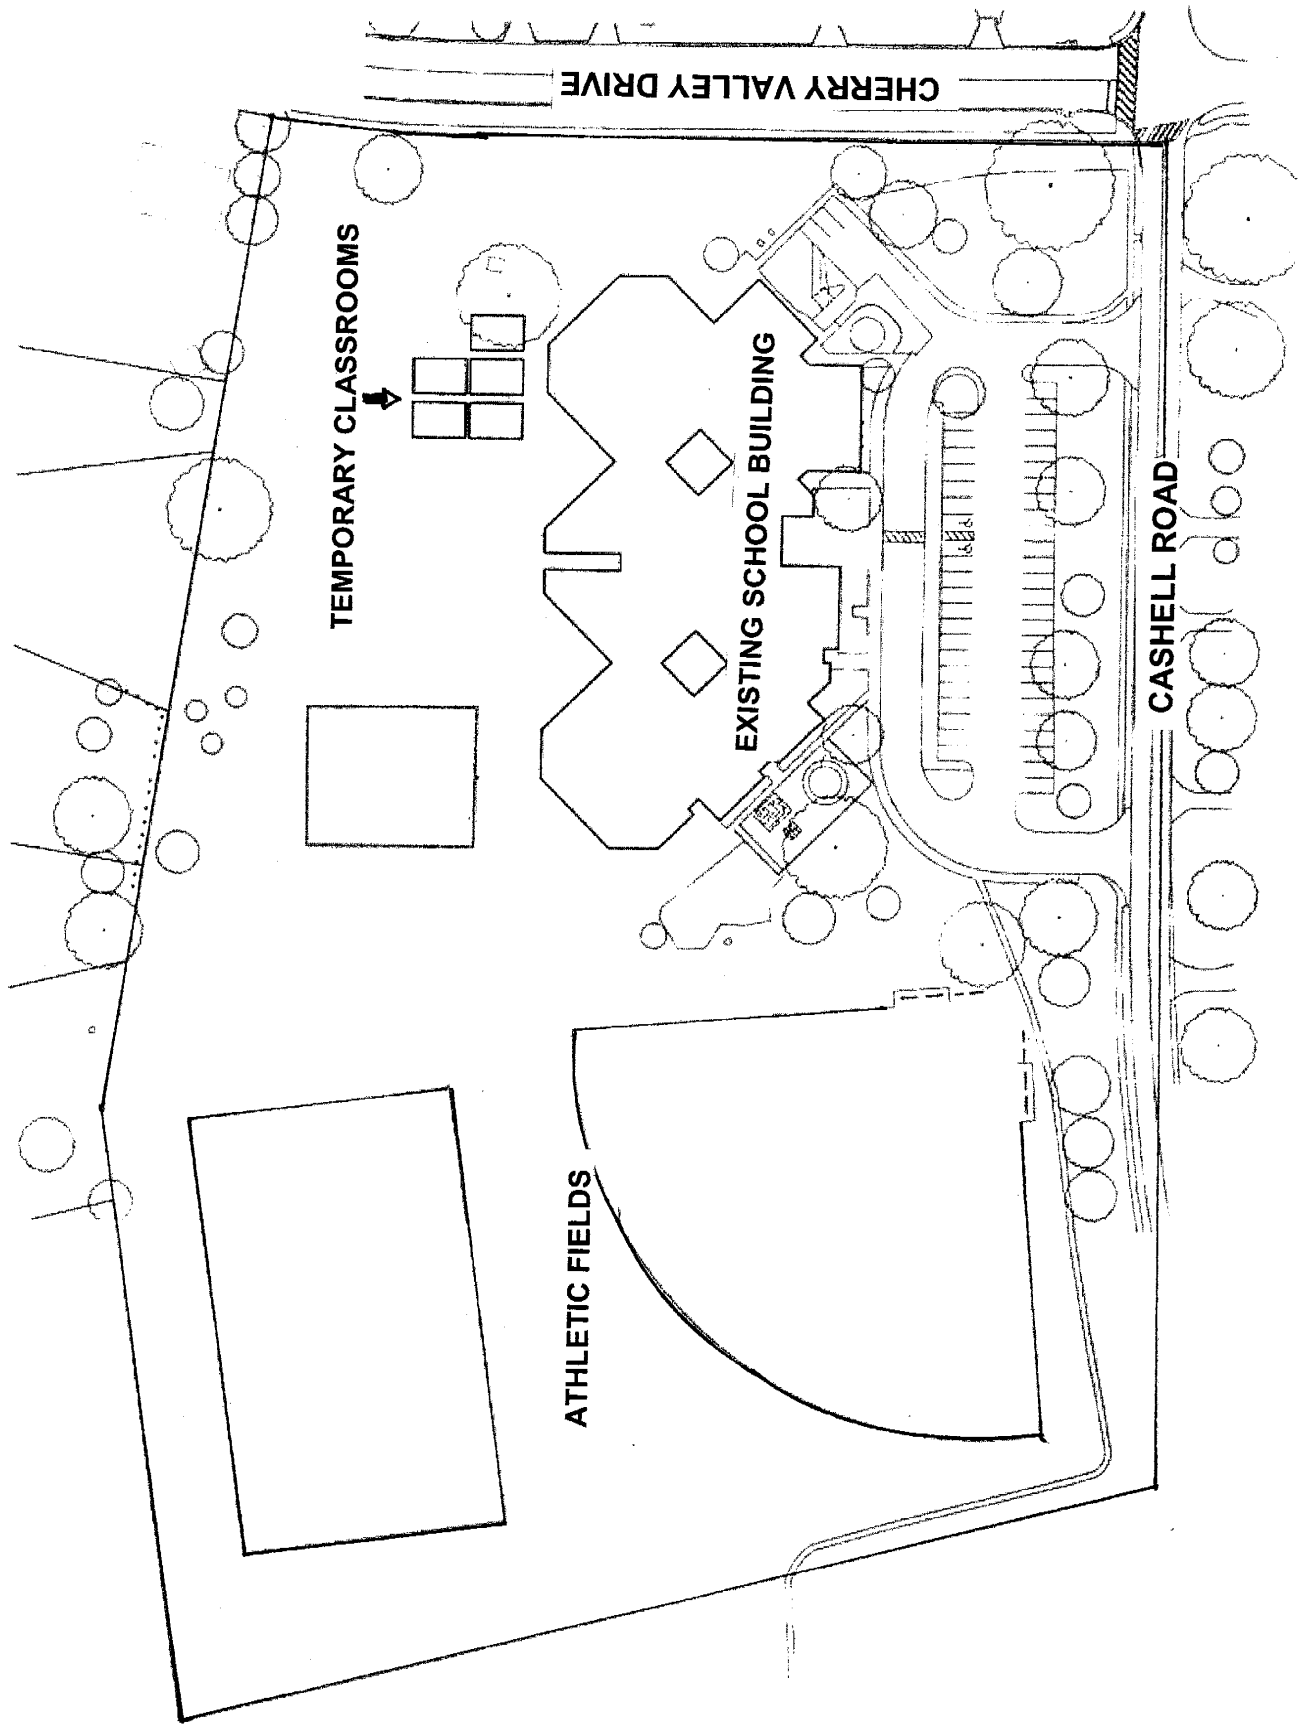 CHERRY VALLEY DRIVE
TEMPORARY CLASSROOMS
EXISTING SCHOOL BUILDING
CASHELL ROAD
ATHLETIC FIELDS